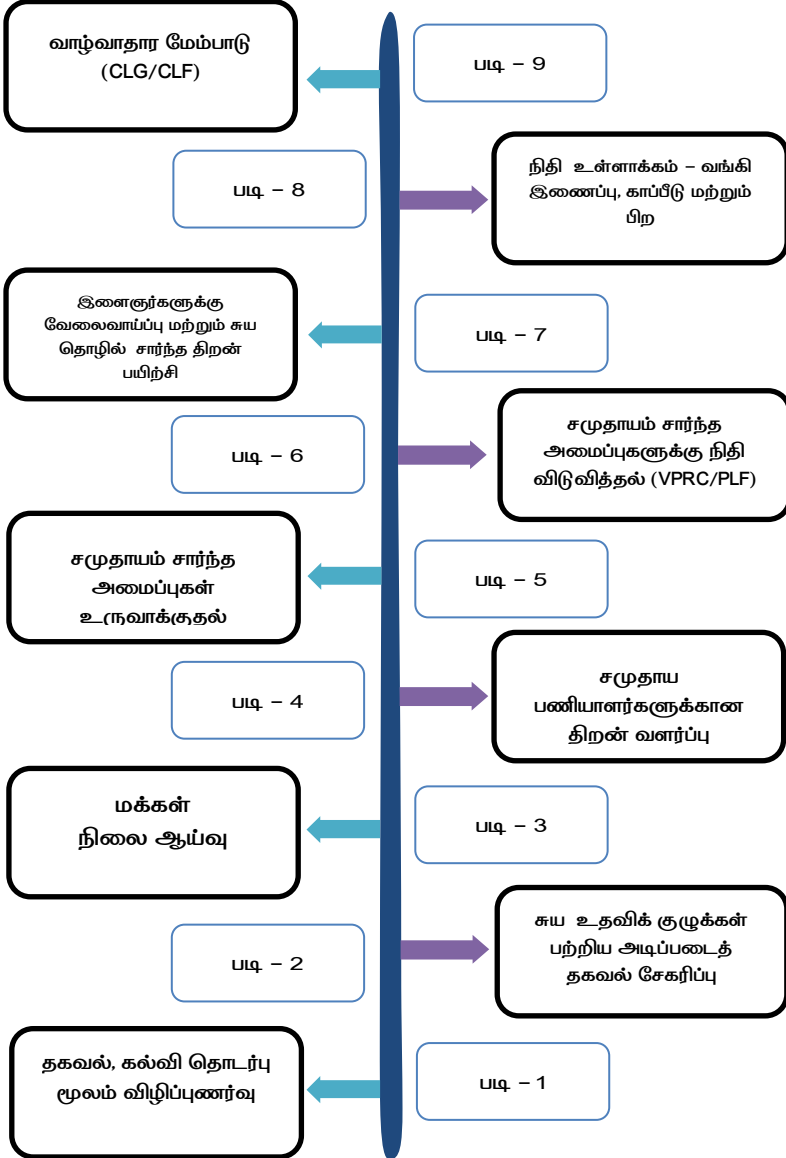 வாழ்வாதார மேம்பாடு
(CLG/CLF)
படி – 9
படி – 8
நிதி உள்ளாக்கம் – வங்கி
இணைப்பு, காப்பீடு மற்றும்
பிற
இளைஞர்களுக்கு
வேலைவாய்ப்பு மற்றும் சுய
தொழில் சார்ந்த திறன்
பயிற்சி
படி – 7
படி – 6
சமுதாயம் சார்ந்த
அமைப்புகளுக்கு நிதி
விடுவித்தல் (VPRC/PLF)
சமுதாயம் சார்ந்த
அமைப்புகள்
உருவாக்குதல்
படி – 5
படி – 4
சமுதாய
பணியாளர்களுக்கான
திறன் வளர்ப்பு
மக்கள்
நிலை ஆய்வு
படி – 3
படி – 2
சுய உதவிக் குழுக்கள்
பற்றிய அடிப்படைத்
தகவல் சேகரிப்பு
தகவல், கல்வி தொடர்பு
மூலம் விழிப்புணர்வு
படி – 1